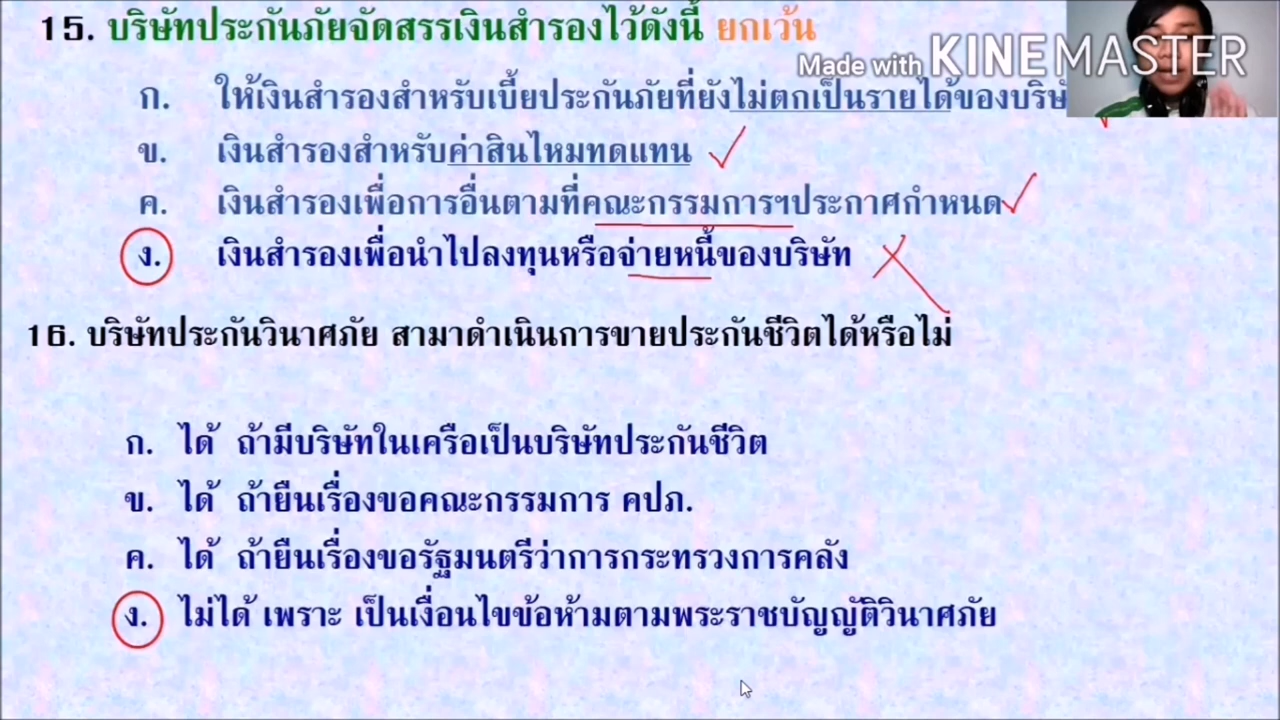 15. บริษัทประกันภัยจัดสรรเงินสำรองไว้ดังนี้ ยกเว้น
Made with KINEMASTER
ก. ให้เงินสำรองสำหรับเบี้ยประกันภัยที่ยังไม่ตกเป็นรายได้ของบริษั
ข. เงินสำรองสำหรับค่าสินไหมทดแทน
ค. เงินสำรองเพื่อการอื่นตามที่คณะกรรมการฯประกาศกำหนด
ง. เงินสำรองเพื่อนำไปลงทุนหรือจ่ายหนี้ของบริษัท
16. บริษัทประกันวินาศภัย สามาดำเนินการขายประกันชีวิตได้หรือไม่
ก. ได้ ถ้ามีบริษัทในเครือเป็นบริษัทประกันชีวิต
ข. ได้ ถ้ายืนเรื่องขอคณะกรรมการ คปภ.
ค. ได้ ถ้ายืนเรื่องขอรัฐมนตรีว่าการกระทรวงการคลัง
ง. ไม่ได้ เพราะ เป็นเงื่อนไขข้อห้ามตามพระราชบัญญัติวินาศภัย